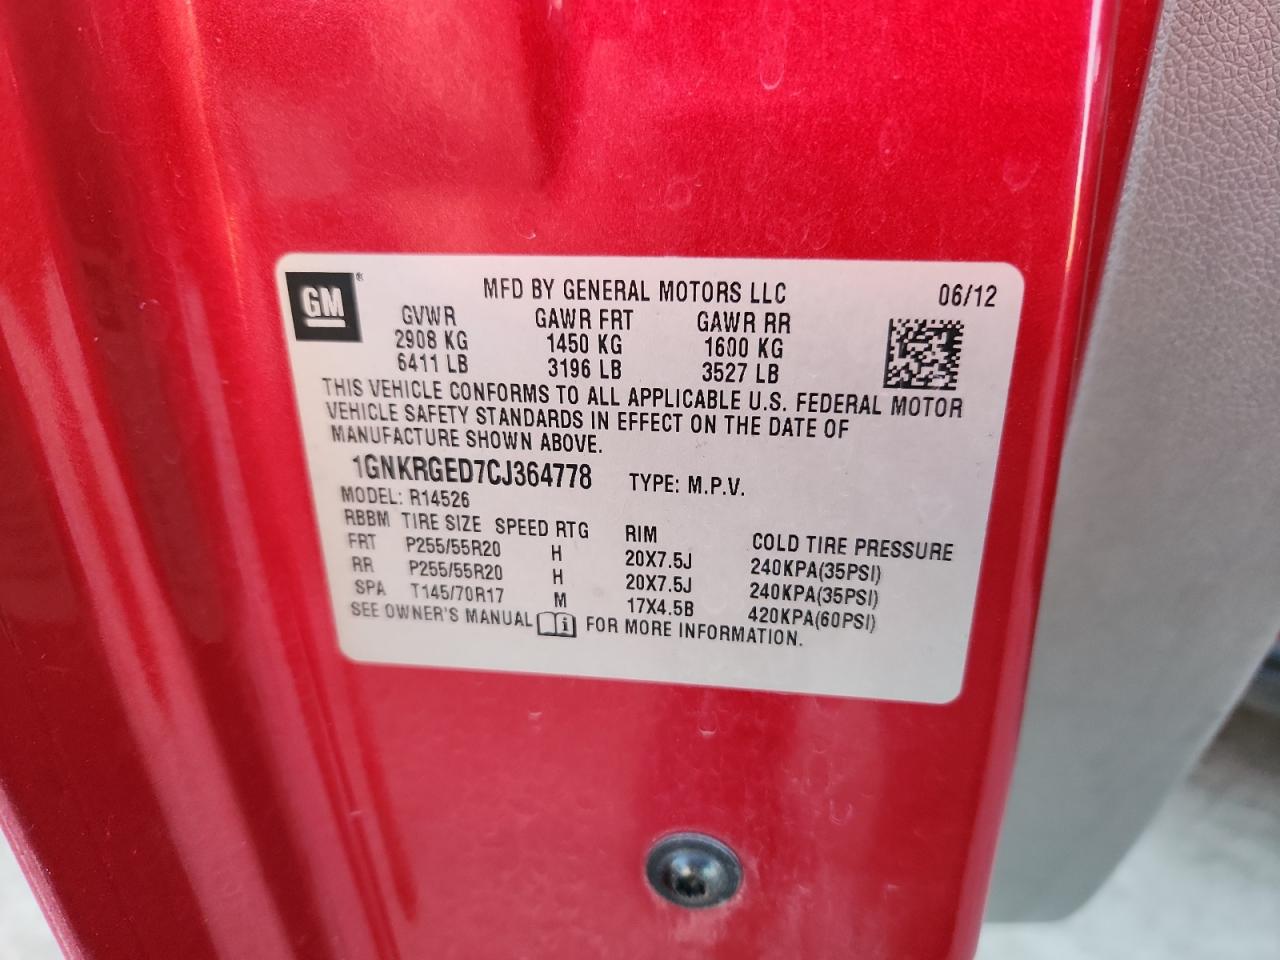 GM®
MFD BY GENERAL MOTORS LLC 06/12
GVWR GAWR FRT GAWR RR
2908 KG 1450 KG 1600 KG
6411 LB 3196 LB 3527 LB
THIS VEHICLE CONFORMS TO ALL APPLICABLE U.S. FEDERAL MOTOR
VEHICLE SAFETY STANDARDS IN EFFECT ON THE DATE OF
MANUFACTURE SHOWN ABOVE.
1GNKRGED7CJ364778 TYPE: M.P.V.
MODEL: R14526
RBBM TIRE SIZE SPEED RTG RIM COLD TIRE PRESSURE
FRT P255/55R20 H 20X7.5J 240KPA(35PSI)
RR P255/55R20 H 20X7.5J 240KPA(35PSI)
SPA T145/70R17 M 17X4.5B 420KPA(60PSI)
SEE OWNER'S MANUAL i FOR MORE INFORMATION.